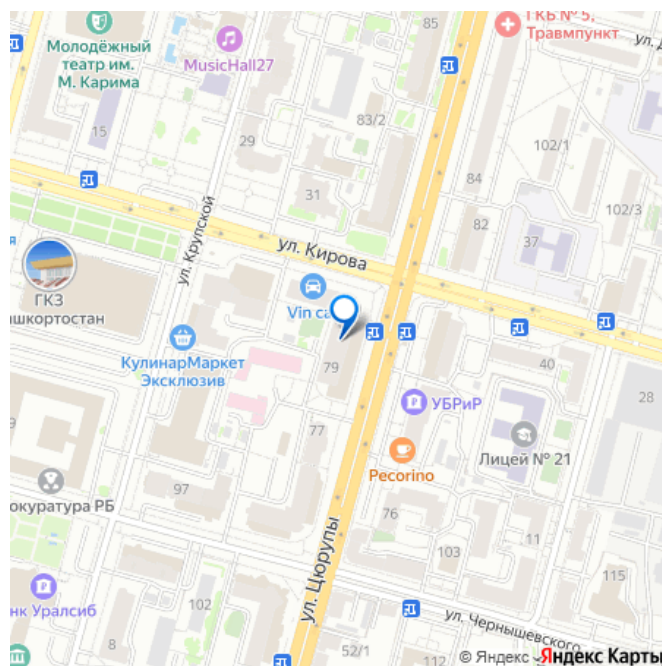 85
ГКБ № 5,
Травмпункт
Молодёжный
театр им.
М. Карима
MusicHall27
15
29
83/2
102/1
31
84
82
102/3
37
ул. Крупской
ул. Кирова
ГКЗ
ашкортостан
Vin ca
КулинарМаркет
Эксклюзив
79
40
28
УБРиР
77
Лицей № 21
Pecorino
окуратура РБ
97
76
103
ул. Цюрупы
115
нк Уралсиб
102
8
52/1
ул. Чернышевского
© Яндекс
Яндекс Карты